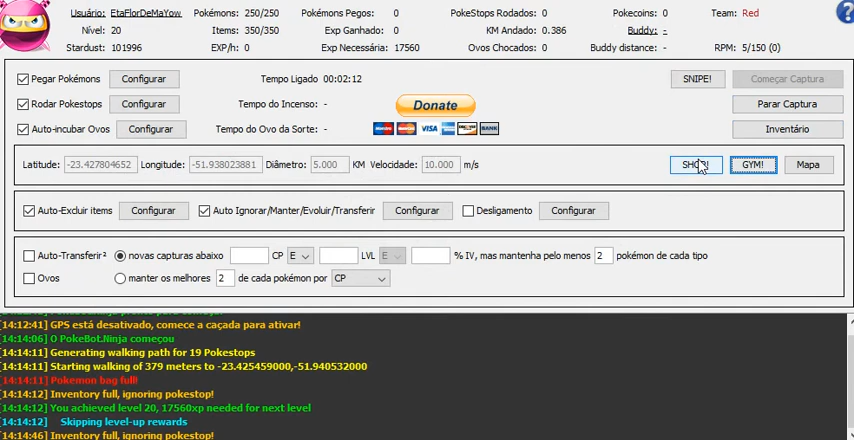 Usuário: EtaFlorDeMaYow Pokémons: 250/250 Pokémons Pegos: 0 PokeStops Rodados: 0 Pokecoins: 0 Team: Red
Nível: 20 Items: 350/350 Exp Ganhado: 0 KM Andado: 0.386 Buddy: -
Stardust: 101996 EXP/h: 0 Exp Necessária: 17560 Ovos Chocados: 0 Buddy distance: - RPM: 5/150 (0)
Pegar Pokémons Configurar Tempo Ligado 00:02:12 SNIPE! Começar Captura
Rodar Pokestops Configurar Tempo do Incenso: - Donate Parar Captura
Auto-incubar Ovos Configurar Tempo do Ovo da Sorte: - VISA BANK Inventário
Latitude: -23.427804652 Longitude: -51.938023881 Diâmetro: 5.000 KM Velocidade: 10.000 m/s GYM! Mapa
Auto-Excluir items Configurar Auto Ignorar/Manter/Evoluir/Transferir Configurar Desligamento Configurar
Auto-Transferir² novas capturas abaixo CP E LVL E % IV, mas mantenha pelo menos 2 pokémon de cada tipo
Ovos manter os melhores 2 de cada pokémon por CP
[14:12:41] GPS está desativado, comece a caçada para ativar!
[14:14:06] O PokeBot.Ninja começou
[14:14:11] Generating walking path for 19 Pokestops
[14:14:11] Starting walking of 379 meters to -23.425459000,-51.940532000
[14:14:11] Pokemon bag full!
[14:14:12] Inventory full, ignoring pokestop!
[14:14:12] You achieved level 20, 17560xp needed for next level
[14:14:12] Skipping level-up rewards
[14:14:46] Inventory full, ignoring pokestop!